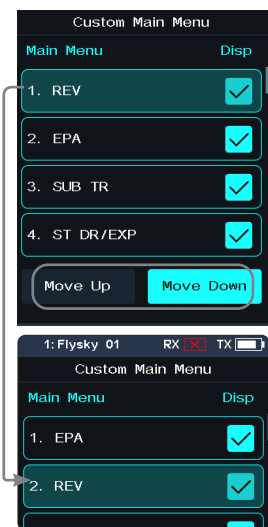 Custom Main Menu
Main Menu Disp
1. REV
2. EPA
3. SUB TR
4. ST DR/EXP
Move Up Move Down
1: Flysky 01 RX TX
Custom Main Menu
Main Menu Disp
1. EPA
2. REV